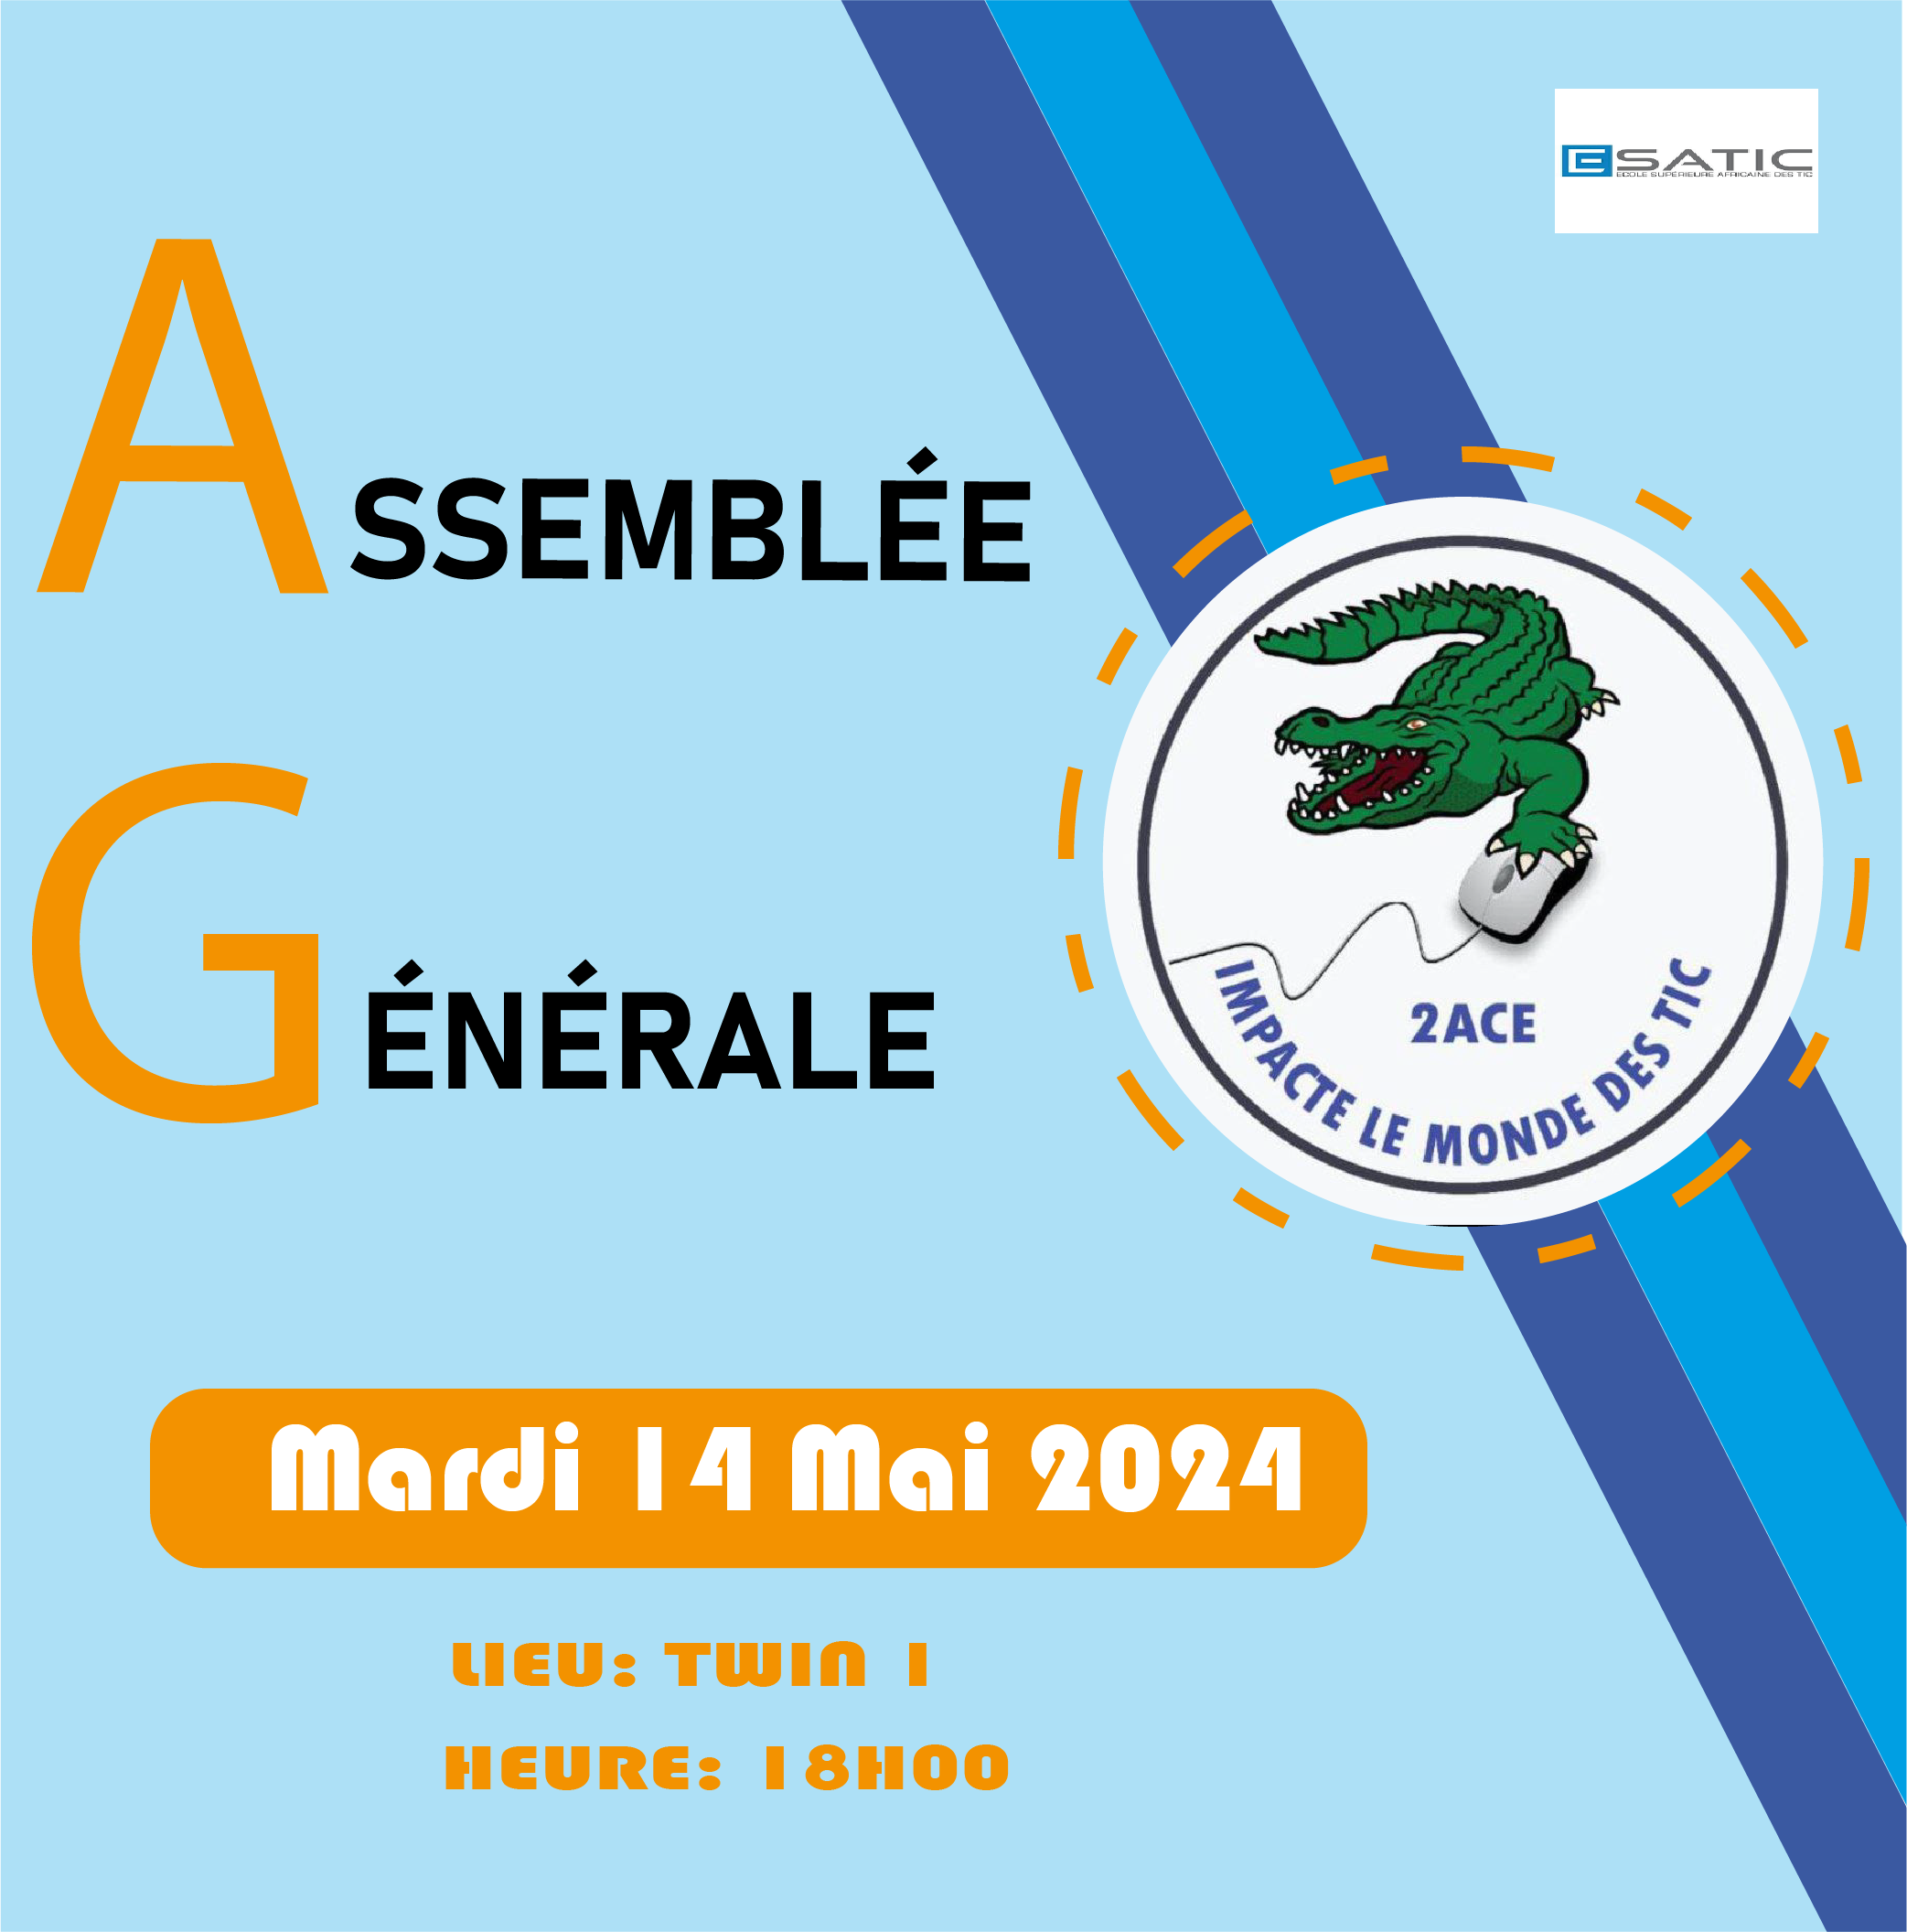 ESATIC
ECOLE SUPÉRIEURE AFRICAINE DES TIC
ASSEMBLÉE
GÉNÉRALE
2ACE
IMPACTE LE MONDE DES TIC
Mardi 14 Mai 2024
LIEU: TWIN 1
HEURE: 18H00